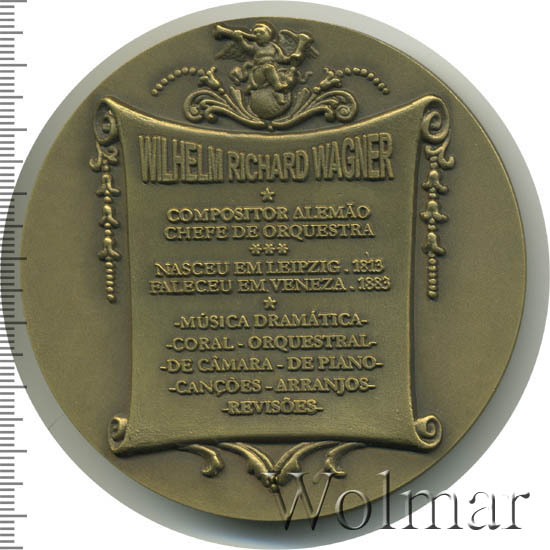 WILHELM RICHARD WAGNER
*
COMPOSITOR ALEMÃO
CHEFE DE ORQUESTRA
***
NASCEU EM LEIPZIG . 1813
FALECEU EM VENEZA . 1883
*
-MÚSICA DRAMÁTICA-
-CORAL - ORQUESTRAL-
-DE CÂMARA - DE PIANO-
-CANÇÕES - ARRANJOS-
-REVISÕES-
Wolmar